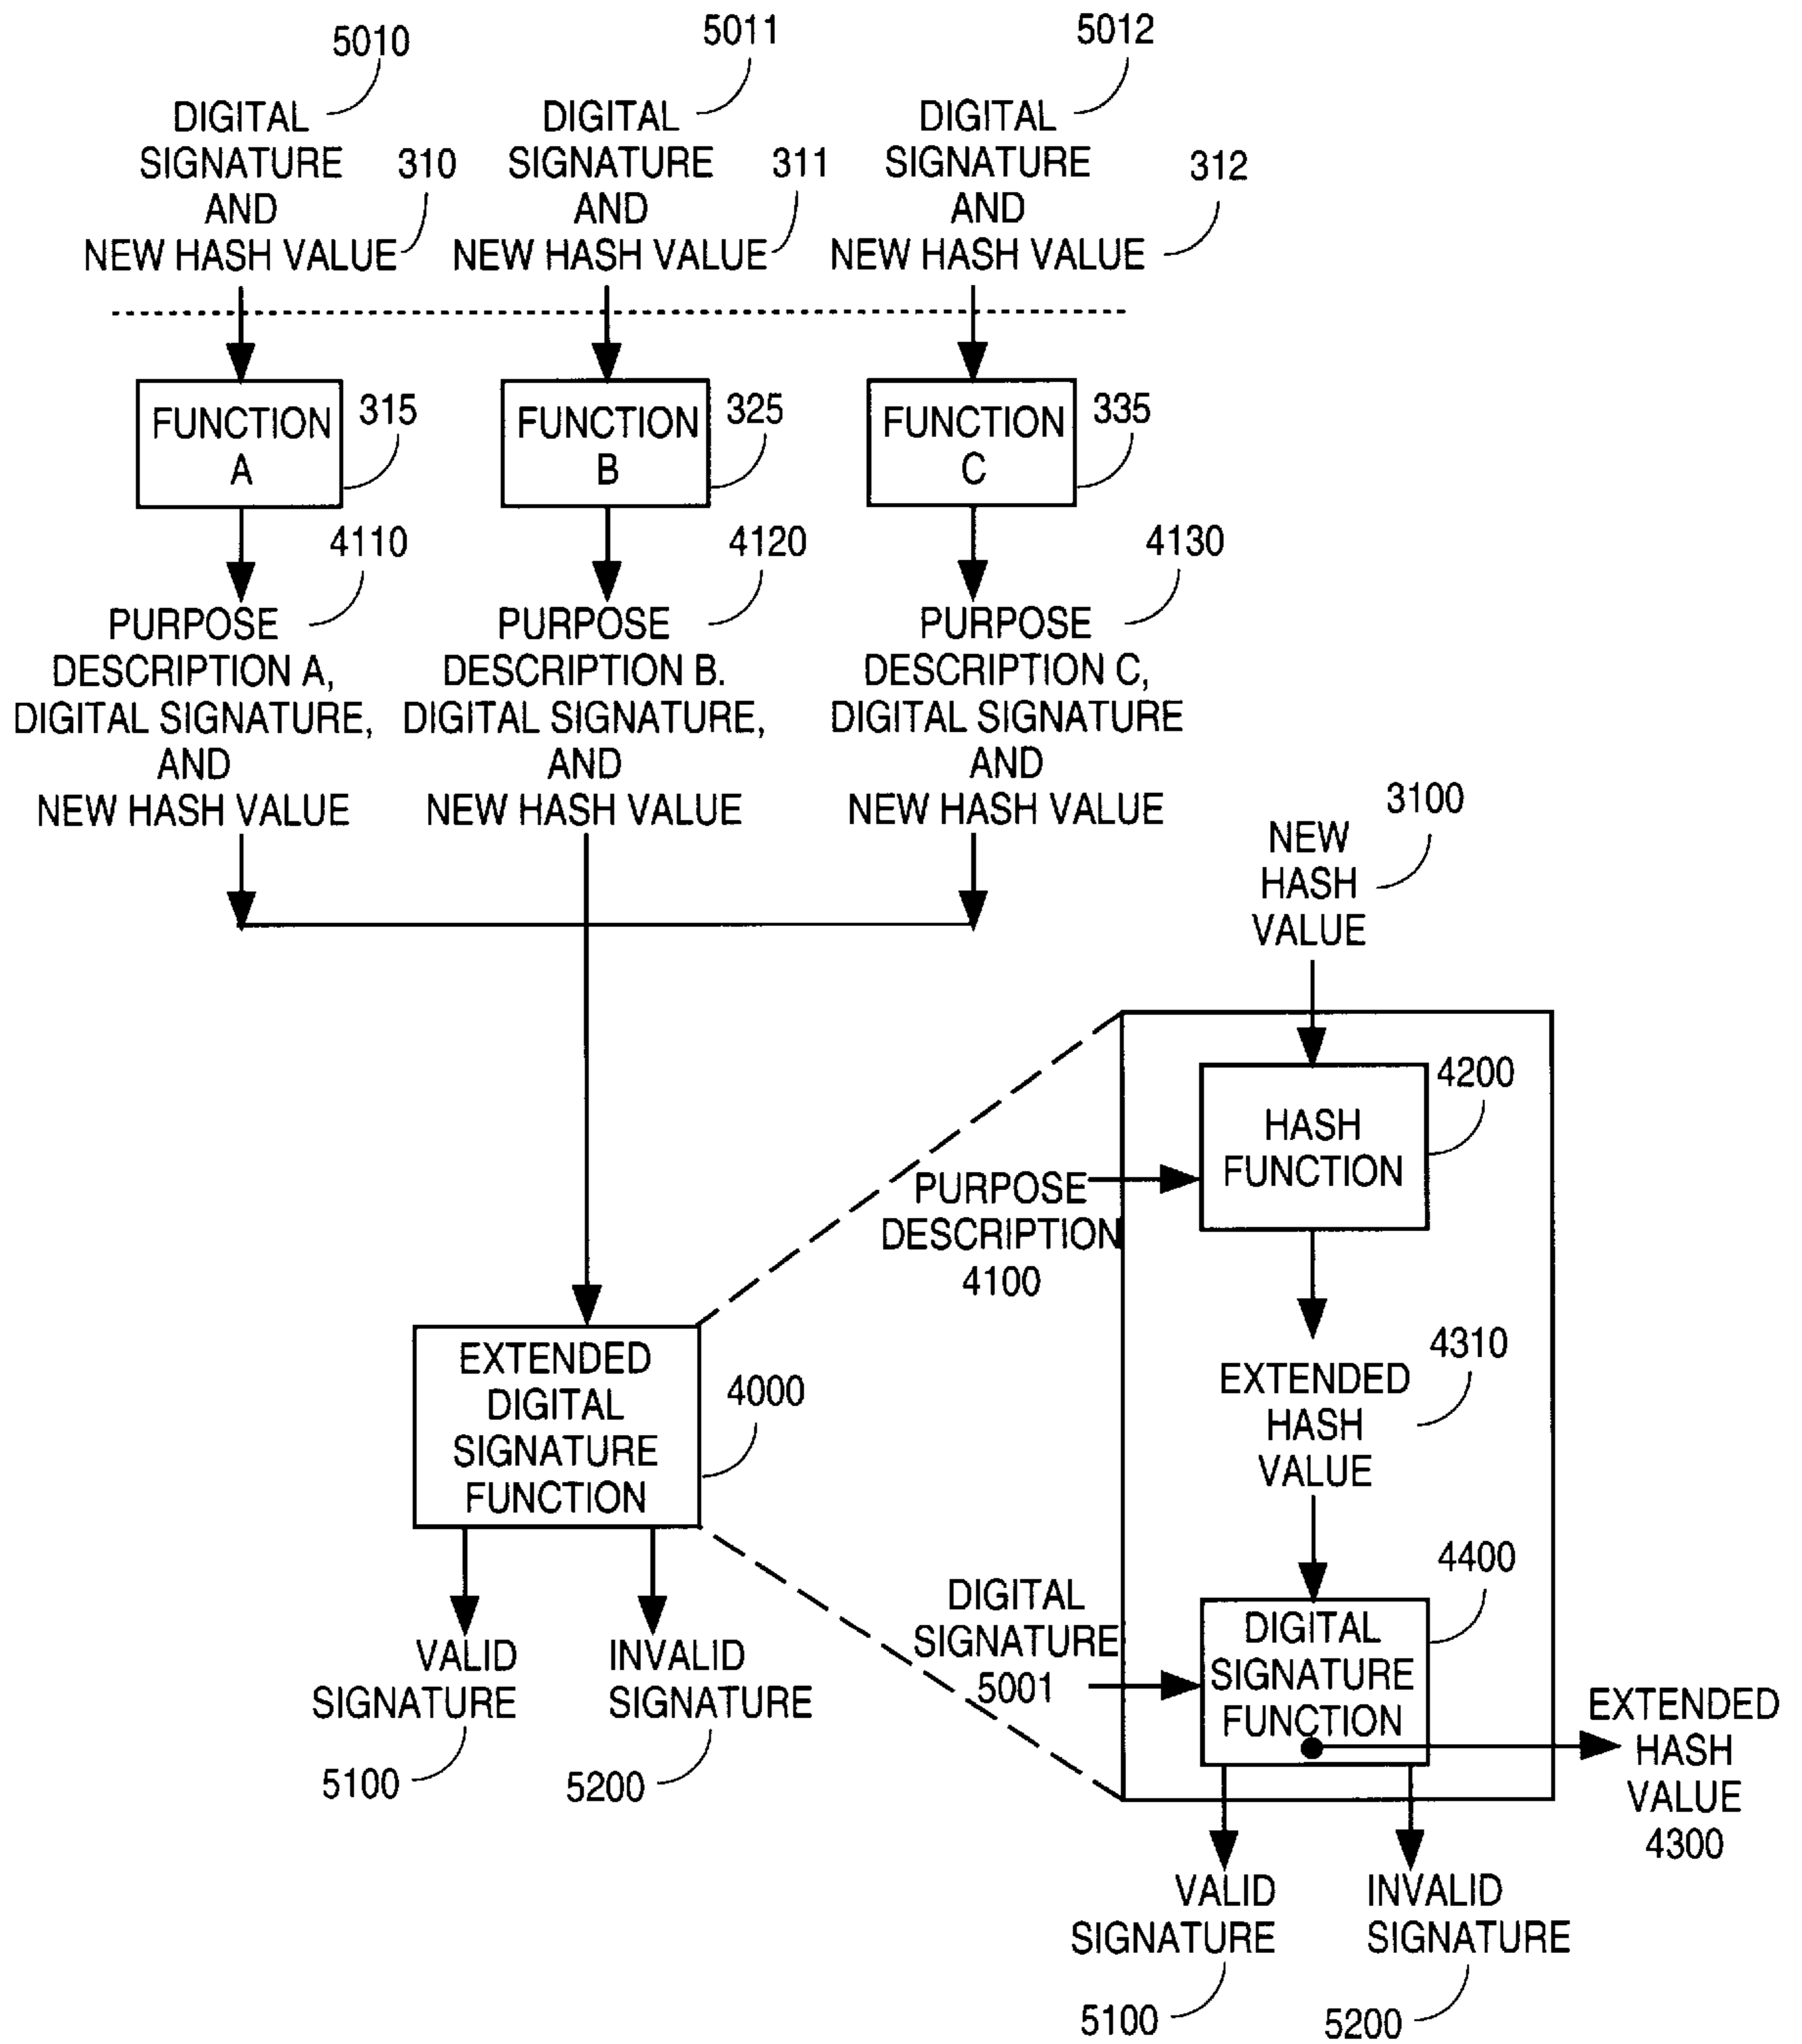 5010
5011
5012
DIGITAL
SIGNATURE
AND
NEW HASH VALUE
310
DIGITAL
SIGNATURE
AND
NEW HASH VALUE
311
DIGITAL
SIGNATURE
AND
NEW HASH VALUE
312
FUNCTION
A
315
FUNCTION
B
325
FUNCTION
C
335
4110
PURPOSE
DESCRIPTION A,
DIGITAL SIGNATURE,
AND
NEW HASH VALUE
4120
PURPOSE
DESCRIPTION B.
DIGITAL SIGNATURE,
AND
NEW HASH VALUE
4130
PURPOSE
DESCRIPTION C,
DIGITAL SIGNATURE
AND
NEW HASH VALUE
3100
NEW
HASH
VALUE
4200
HASH
FUNCTION
PURPOSE
DESCRIPTION
4100
4310
EXTENDED
HASH
VALUE
EXTENDED
DIGITAL
SIGNATURE
FUNCTION
4000
VALID
SIGNATURE
5100
INVALID
SIGNATURE
5200
4400
DIGITAL
SIGNATURE
5001
DIGITAL
SIGNATURE
FUNCTION
EXTENDED
HASH
VALUE
4300
VALID
SIGNATURE
5100
INVALID
SIGNATURE
5200